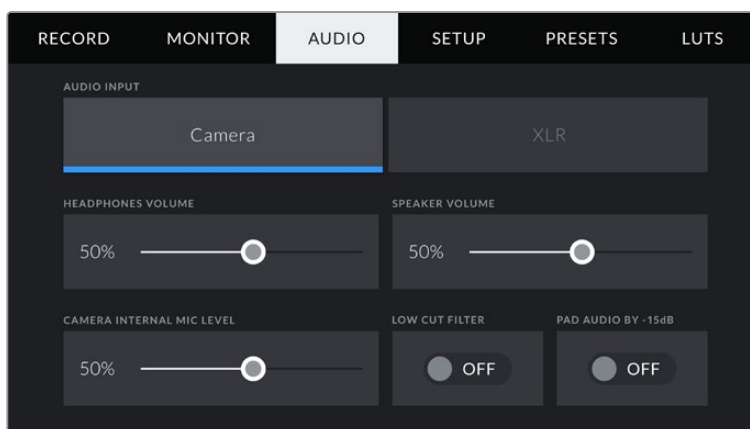 RECORD MONITOR AUDIO SETUP PRESETS LUTS
AUDIO INPUT
Camera XLR
HEADPHONES VOLUME SPEAKER VOLUME
50% 50%
CAMERA INTERNAL MIC LEVEL LOW CUT FILTER PAD AUDIO BY -15dB
50% OFF OFF